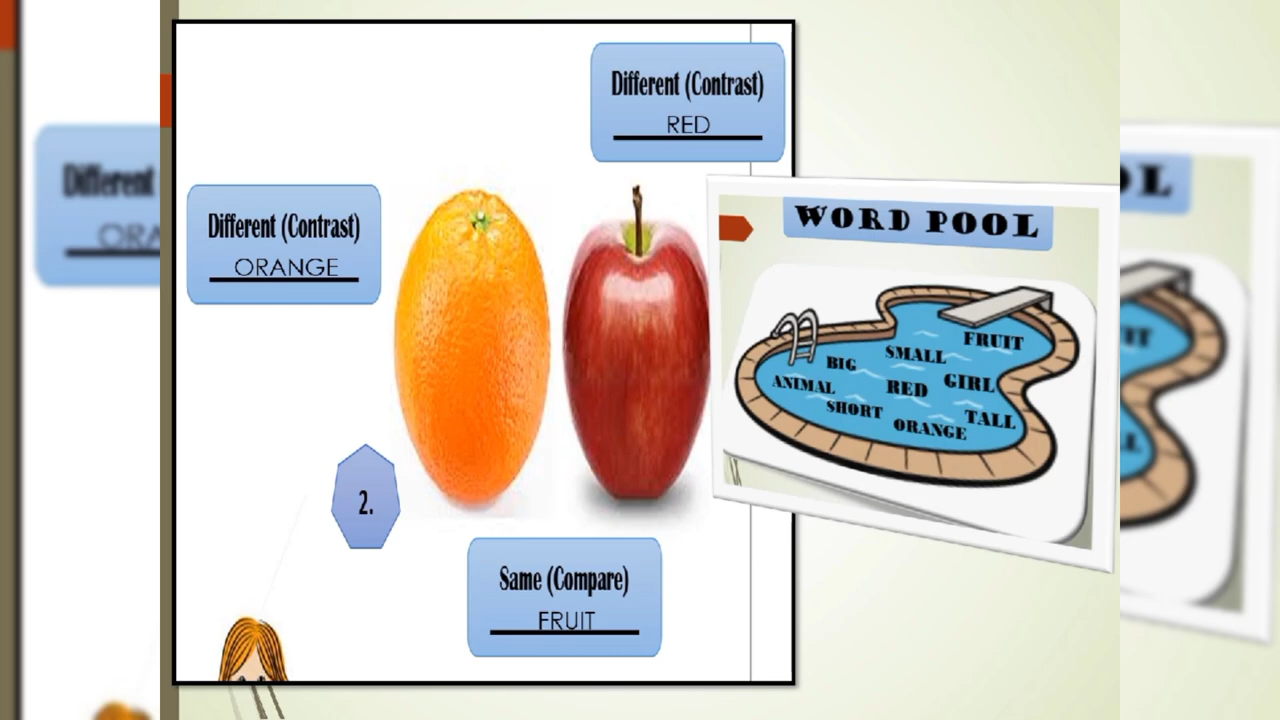 Different (Contrast)
RED
Different (Contrast)
ORANGE
2.
Same (Compare)
FRUIT
WORD POOL
FRUIT
SMALL
BIG
GIRL
ANIMAL
RED
SHORT
TALL
ORANGE
Different
ORA